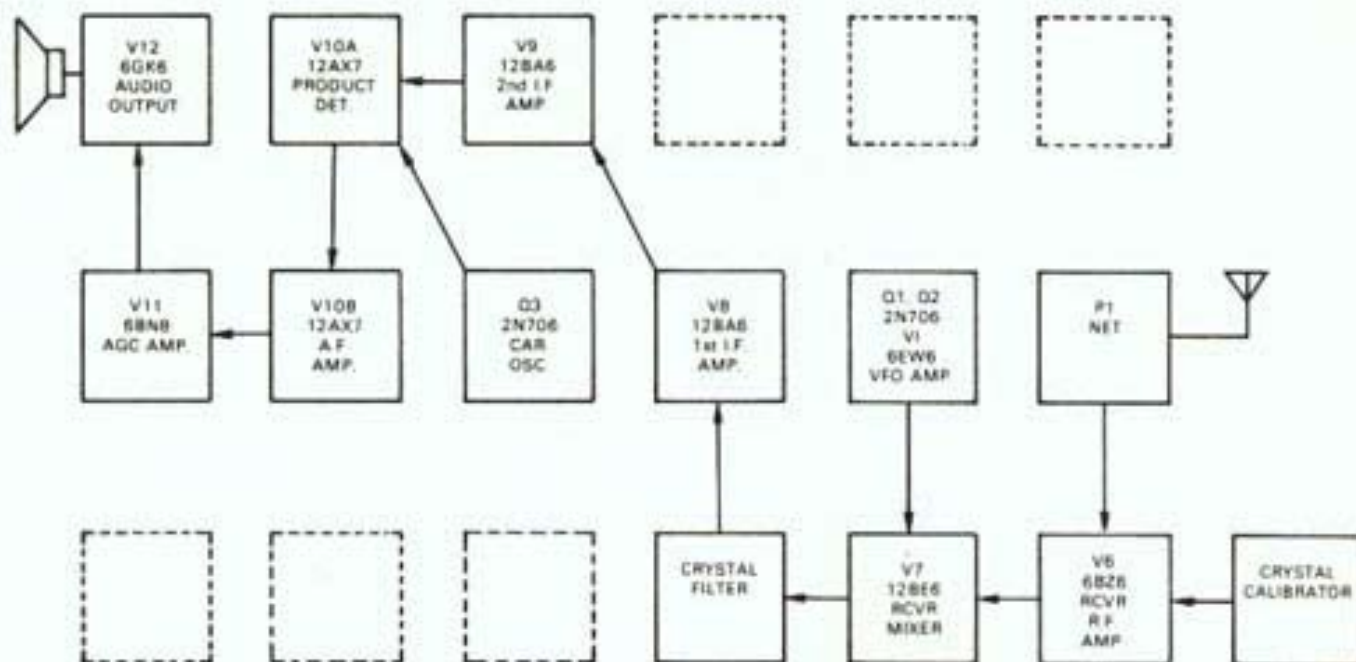 V12
6GK6
AUDIO
OUTPUT
V10A
12AX7
PRODUCT
DET.
V9
12BA6
2nd I.F
AMP
V11
6BN8
AGC AMP.
V10B
12AX7
A.F
AMP.
Q3
2N706
CAR
OSC
V8
12BA6
1st I.F.
AMP.
Q1, Q2
2N706
V1
6EW6
VFO AMP
P1
NET
CRYSTAL
FILTER
V7
12BE6
RCVR
MIXER
V6
6BZ6
RCVR
R F
AMP
CRYSTAL
CALIBRATOR